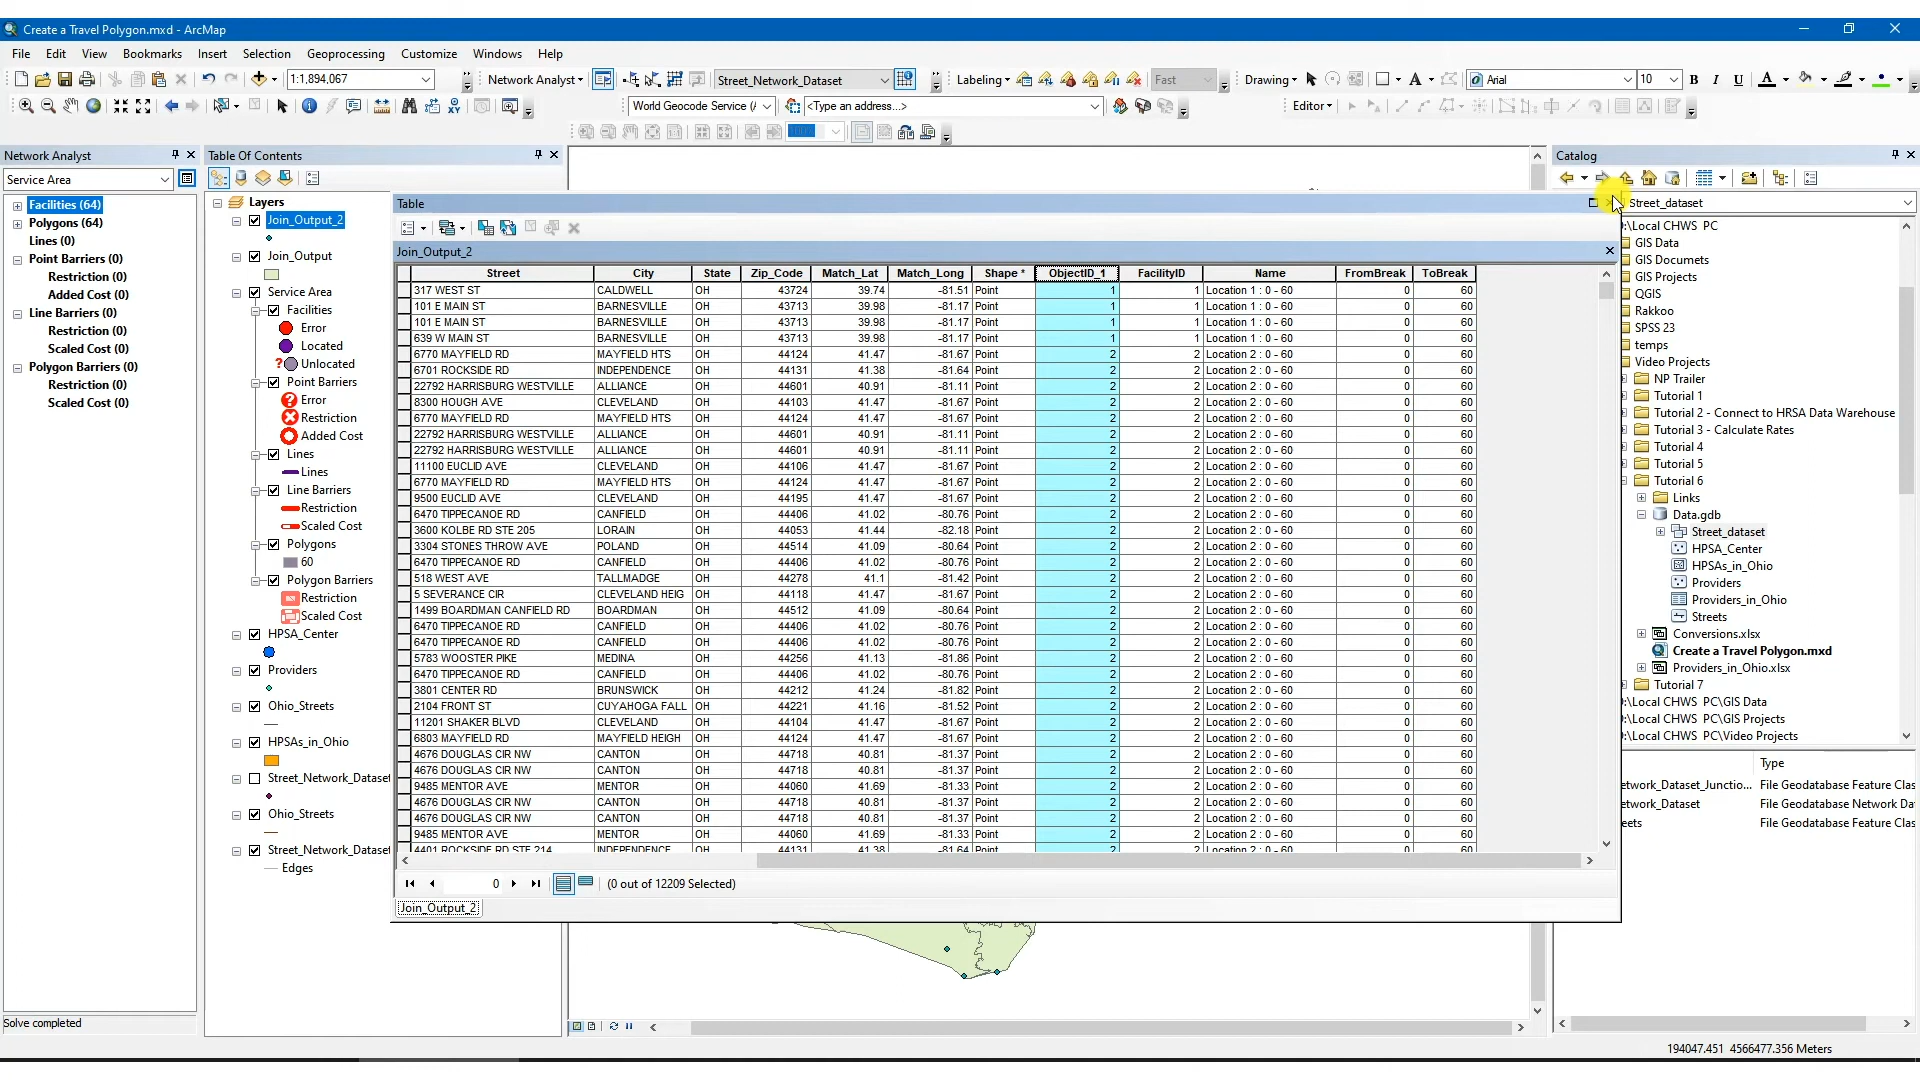 Create a Travel Polygon.mxd - ArcMap
File Edit View Bookmarks Insert Selection Geoprocessing Customize Windows Help
1:1,894,067 Network Analyst Street_Network_Dataset Labeling Fast Drawing A Arial 10 B I U A
World Geocode Service (A <Type an address...> Editor
100%
Network Analyst
Service Area
Facilities (64)
Polygons (64)
Lines (0)
Point Barriers (0)
Restriction (0)
Added Cost (0)
Line Barriers (0)
Restriction (0)
Scaled Cost (0)
Polygon Barriers (0)
Restriction (0)
Scaled Cost (0)
Solve completed
Table Of Contents
Layers
Join_Output_2
Join_Output
Service Area
Facilities
Error
Located
Unlocated
Point Barriers
Error
Restriction
Added Cost
Lines
Lines
Line Barriers
Restriction
Scaled Cost
Polygons
60
Polygon Barriers
Restriction
Scaled Cost
HPSA_Center
Providers
Ohio_Streets
HPSAs_in_Ohio
Street_Network_Dataset
Ohio_Streets
Street_Network_Dataset
Edges
Table
Join_Output_2
Street City State Zip_Code Match_Lat Match_Long Shape * ObjectID_1 FacilityID Name FromBreak ToBreak
317 WEST ST CALDWELL OH 43724 39.74 -81.51 Point 1 1 Location 1 : 0 - 60 0 60
101 E MAIN ST BARNESVILLE OH 43713 39.98 -81.17 Point 1 1 Location 1 : 0 - 60 0 60
101 E MAIN ST BARNESVILLE OH 43713 39.98 -81.17 Point 1 1 Location 1 : 0 - 60 0 60
639 W MAIN ST BARNESVILLE OH 43713 39.98 -81.17 Point 1 1 Location 1 : 0 - 60 0 60
6770 MAYFIELD RD MAYFIELD HTS OH 44124 41.47 -81.67 Point 2 2 Location 2 : 0 - 60 0 60
6701 ROCKSIDE RD INDEPENDENCE OH 44131 41.38 -81.64 Point 2 2 Location 2 : 0 - 60 0 60
22792 HARRISBURG WESTVILLE ALLIANCE OH 44601 40.91 -81.11 Point 2 2 Location 2 : 0 - 60 0 60
8300 HOUGH AVE CLEVELAND OH 44103 41.47 -81.67 Point 2 2 Location 2 : 0 - 60 0 60
6770 MAYFIELD RD MAYFIELD HTS OH 44124 41.47 -81.67 Point 2 2 Location 2 : 0 - 60 0 60
22792 HARRISBURG WESTVILLE ALLIANCE OH 44601 40.91 -81.11 Point 2 2 Location 2 : 0 - 60 0 60
22792 HARRISBURG WESTVILLE ALLIANCE OH 44601 40.91 -81.11 Point 2 2 Location 2 : 0 - 60 0 60
11100 EUCLID AVE CLEVELAND OH 44106 41.47 -81.67 Point 2 2 Location 2 : 0 - 60 0 60
6770 MAYFIELD RD MAYFIELD HTS OH 44124 41.47 -81.67 Point 2 2 Location 2 : 0 - 60 0 60
9500 EUCLID AVE CLEVELAND OH 44195 41.47 -81.67 Point 2 2 Location 2 : 0 - 60 0 60
6470 TIPPECANOE RD CANFIELD OH 44406 41.02 -80.76 Point 2 2 Location 2 : 0 - 60 0 60
3600 KOLBE RD STE 205 LORAIN OH 44053 41.44 -82.18 Point 2 2 Location 2 : 0 - 60 0 60
3304 STONES THROW AVE POLAND OH 44514 41.09 -80.64 Point 2 2 Location 2 : 0 - 60 0 60
6470 TIPPECANOE RD CANFIELD OH 44406 41.02 -80.76 Point 2 2 Location 2 : 0 - 60 0 60
518 WEST AVE TALLMADGE OH 44278 41.1 -81.42 Point 2 2 Location 2 : 0 - 60 0 60
5 SEVERANCE CIR CLEVELAND HEIG OH 44118 41.47 -81.67 Point 2 2 Location 2 : 0 - 60 0 60
1499 BOARDMAN CANFIELD RD BOARDMAN OH 44512 41.09 -80.64 Point 2 2 Location 2 : 0 - 60 0 60
6470 TIPPECANOE RD CANFIELD OH 44406 41.02 -80.76 Point 2 2 Location 2 : 0 - 60 0 60
6470 TIPPECANOE RD CANFIELD OH 44406 41.02 -80.76 Point 2 2 Location 2 : 0 - 60 0 60
5783 WOOSTER PIKE MEDINA OH 44256 41.13 -81.86 Point 2 2 Location 2 : 0 - 60 0 60
6470 TIPPECANOE RD CANFIELD OH 44406 41.02 -80.76 Point 2 2 Location 2 : 0 - 60 0 60
3801 CENTER RD BRUNSWICK OH 44212 41.24 -81.82 Point 2 2 Location 2 : 0 - 60 0 60
2104 FRONT ST CUYAHOGA FALL OH 44221 41.16 -81.52 Point 2 2 Location 2 : 0 - 60 0 60
11201 SHAKER BLVD CLEVELAND OH 44104 41.47 -81.67 Point 2 2 Location 2 : 0 - 60 0 60
6803 MAYFIELD RD MAYFIELD HEIGH OH 44124 41.47 -81.67 Point 2 2 Location 2 : 0 - 60 0 60
4676 DOUGLAS CIR NW CANTON OH 44718 40.81 -81.37 Point 2 2 Location 2 : 0 - 60 0 60
4676 DOUGLAS CIR NW CANTON OH 44718 40.81 -81.37 Point 2 2 Location 2 : 0 - 60 0 60
9485 MENTOR AVE MENTOR OH 44060 41.69 -81.33 Point 2 2 Location 2 : 0 - 60 0 60
4676 DOUGLAS CIR NW CANTON OH 44718 40.81 -81.37 Point 2 2 Location 2 : 0 - 60 0 60
4676 DOUGLAS CIR NW CANTON OH 44718 40.81 -81.37 Point 2 2 Location 2 : 0 - 60 0 60
9485 MENTOR AVE MENTOR OH 44060 41.69 -81.33 Point 2 2 Location 2 : 0 - 60 0 60
4401 ROCKSIDE RD STE 214 INDEPENDENCE OH 44131 41.38 -81.64 Point 2 2 Location 2 : 0 - 60 0 60
0 (0 out of 12209 Selected)
Join_Output_2
Catalog
Street_dataset
:\Local CHWS PC
GIS Data
GIS Documets
GIS Projects
QGIS
Rakkoo
SPSS 23
temps
Video Projects
NP Trailer
Tutorial 1
Tutorial 2 - Connect to HRSA Data Warehouse
Tutorial 3 - Calculate Rates
Tutorial 4
Tutorial 5
Tutorial 6
Links
Data.gdb
Street_dataset
HPSA_Center
HPSAs_in_Ohio
Providers
Providers_in_Ohio
Streets
Conversions.xlsx
Create a Travel Polygon.mxd
Providers_in_Ohio.xlsx
Tutorial 7
:\Local CHWS PC\GIS Data
:\Local CHWS PC\GIS Projects
:\Local CHWS PC\Video Projects
Type
etwork_Dataset_Junctio... File Geodatabase Feature Clas
etwork_Dataset File Geodatabase Network Da
eets File Geodatabase Feature Clas
194047.451 4566477.356 Meters